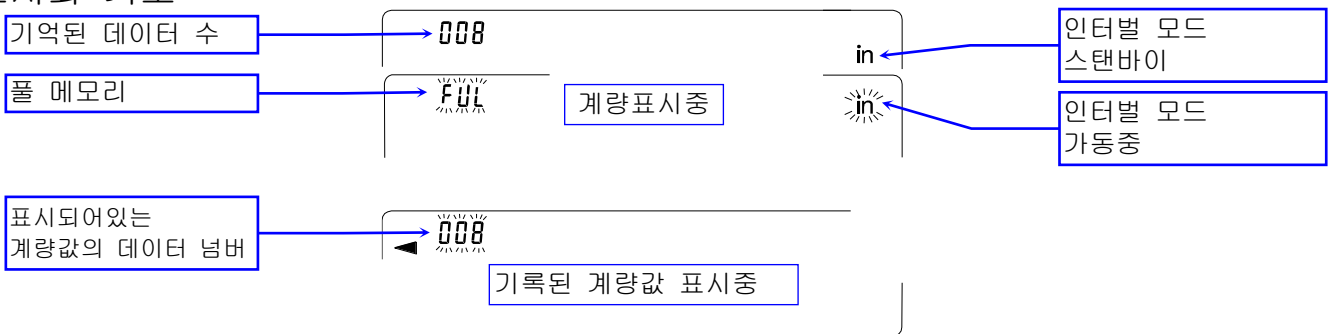 기억된 데이터 수
008
in
인터벌 모드
스탠바이
풀 메모리
FUL
계량표시중
in
인터벌 모드
가동중
표시되어있는
계량값의 데이터 넘버
008
기록된 계량값 표시중